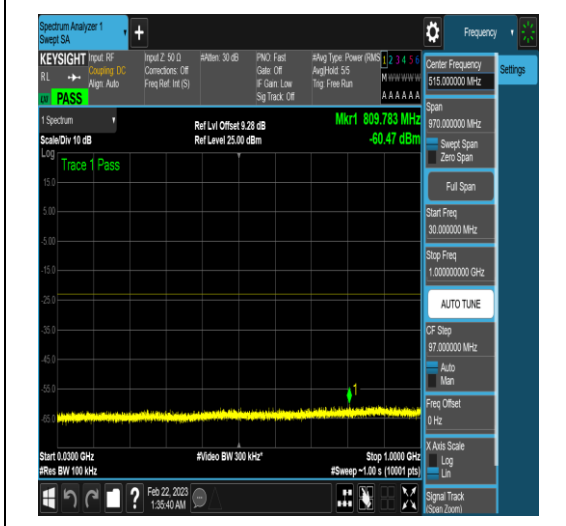 Spectrum Analyzer 1
Swept SA
+
Frequency
KEYSIGHT
Input: RF
Coupling: DC
Align: Auto
Input Z: 50 Ω
Corrections: Off
Freq Ref: Int (S)
#Atten: 30 dB
PNO: Fast
Gate: Off
IF Gain: Low
Sig Track: Off
#Avg Type: Power (RMS
Avg|Hold: 5/5
Trig: Free Run
1 2 3 4 5 6
M W W W W W
A A A A A A
R L
PASS
Center Frequency
515.000000 MHz
Settings
Span
970.000000 MHz
Swept Span
Zero Span
Full Span
Start Freq
30.000000 MHz
Stop Freq
1.000000000 GHz
AUTO TUNE
CF Step
97.000000 MHz
Auto
Man
Freq Offset
0 Hz
X Axis Scale
Log
Lin
Signal Track
(Span Zoom)
1 Spectrum
Scale/Div 10 dB
Ref Lvl Offset 9.28 dB
Ref Level 25.00 dBm
Mkr1 809.783 MHz
-60.47 dBm
Log
Trace 1 Pass
15.0
5.00
-5.00
-15.0
-25.0
-35.0
-45.0
-55.0
-65.0
1
Start 0.0300 GHz
#Res BW 100 kHz
#Video BW 300 kHz*
Stop 1.0000 GHz
#Sweep ~1.00 s (10001 pts)
?
Feb 22, 2023
1:35:40 AM